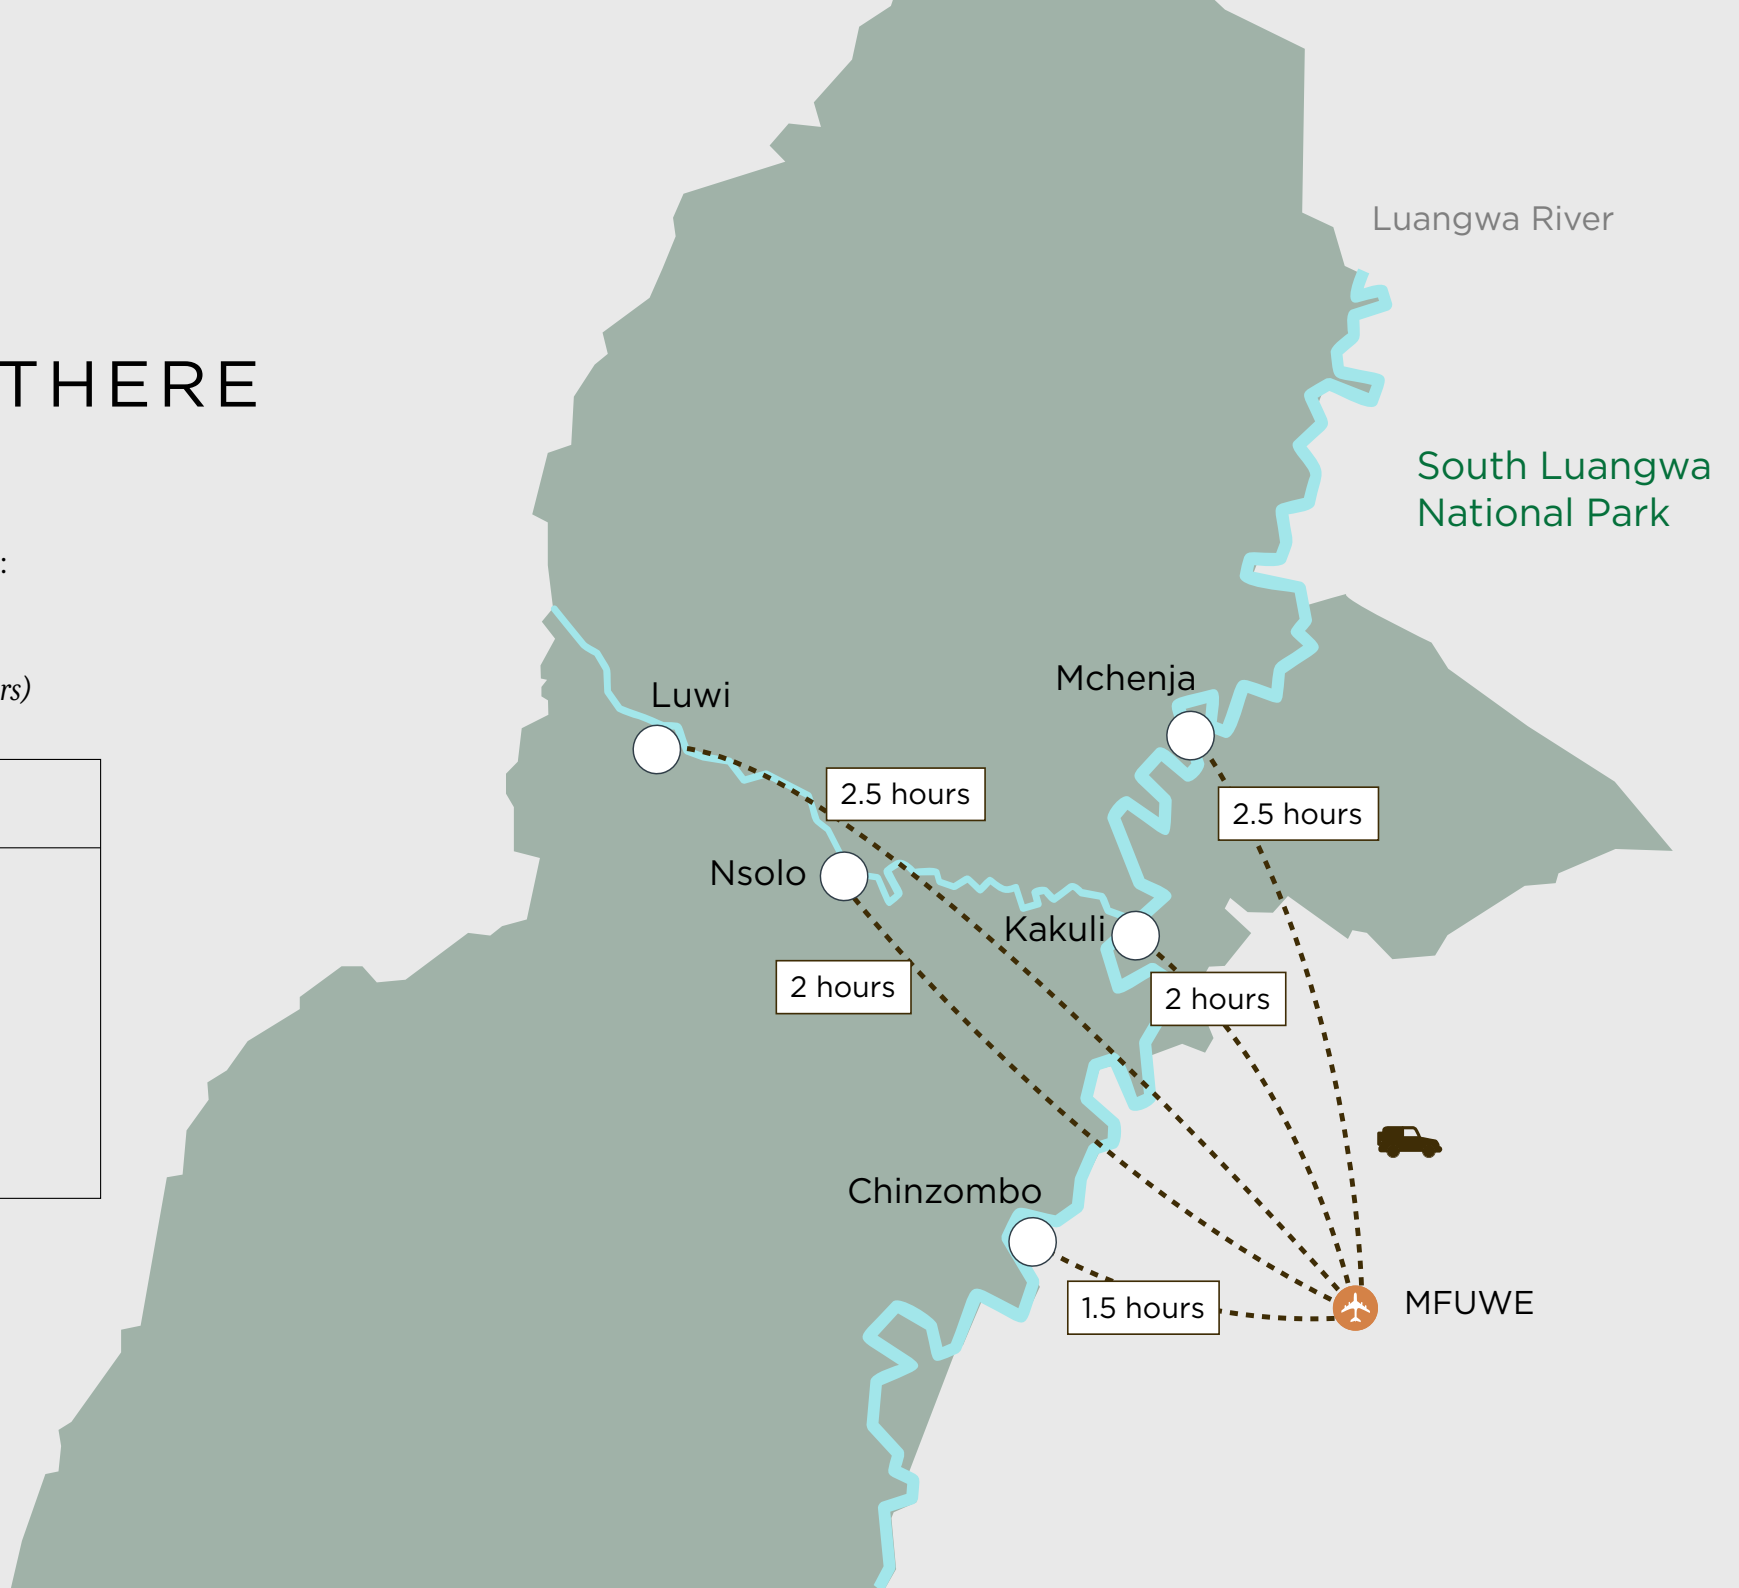 Luangwa River
THERE
South Luangwa
National Park
:
rs)
Mchenja
Luwi
2.5 hours
2.5 hours
Nsolo
Kakuli
2 hours
2 hours
Chinzombo
1.5 hours
MFUWE